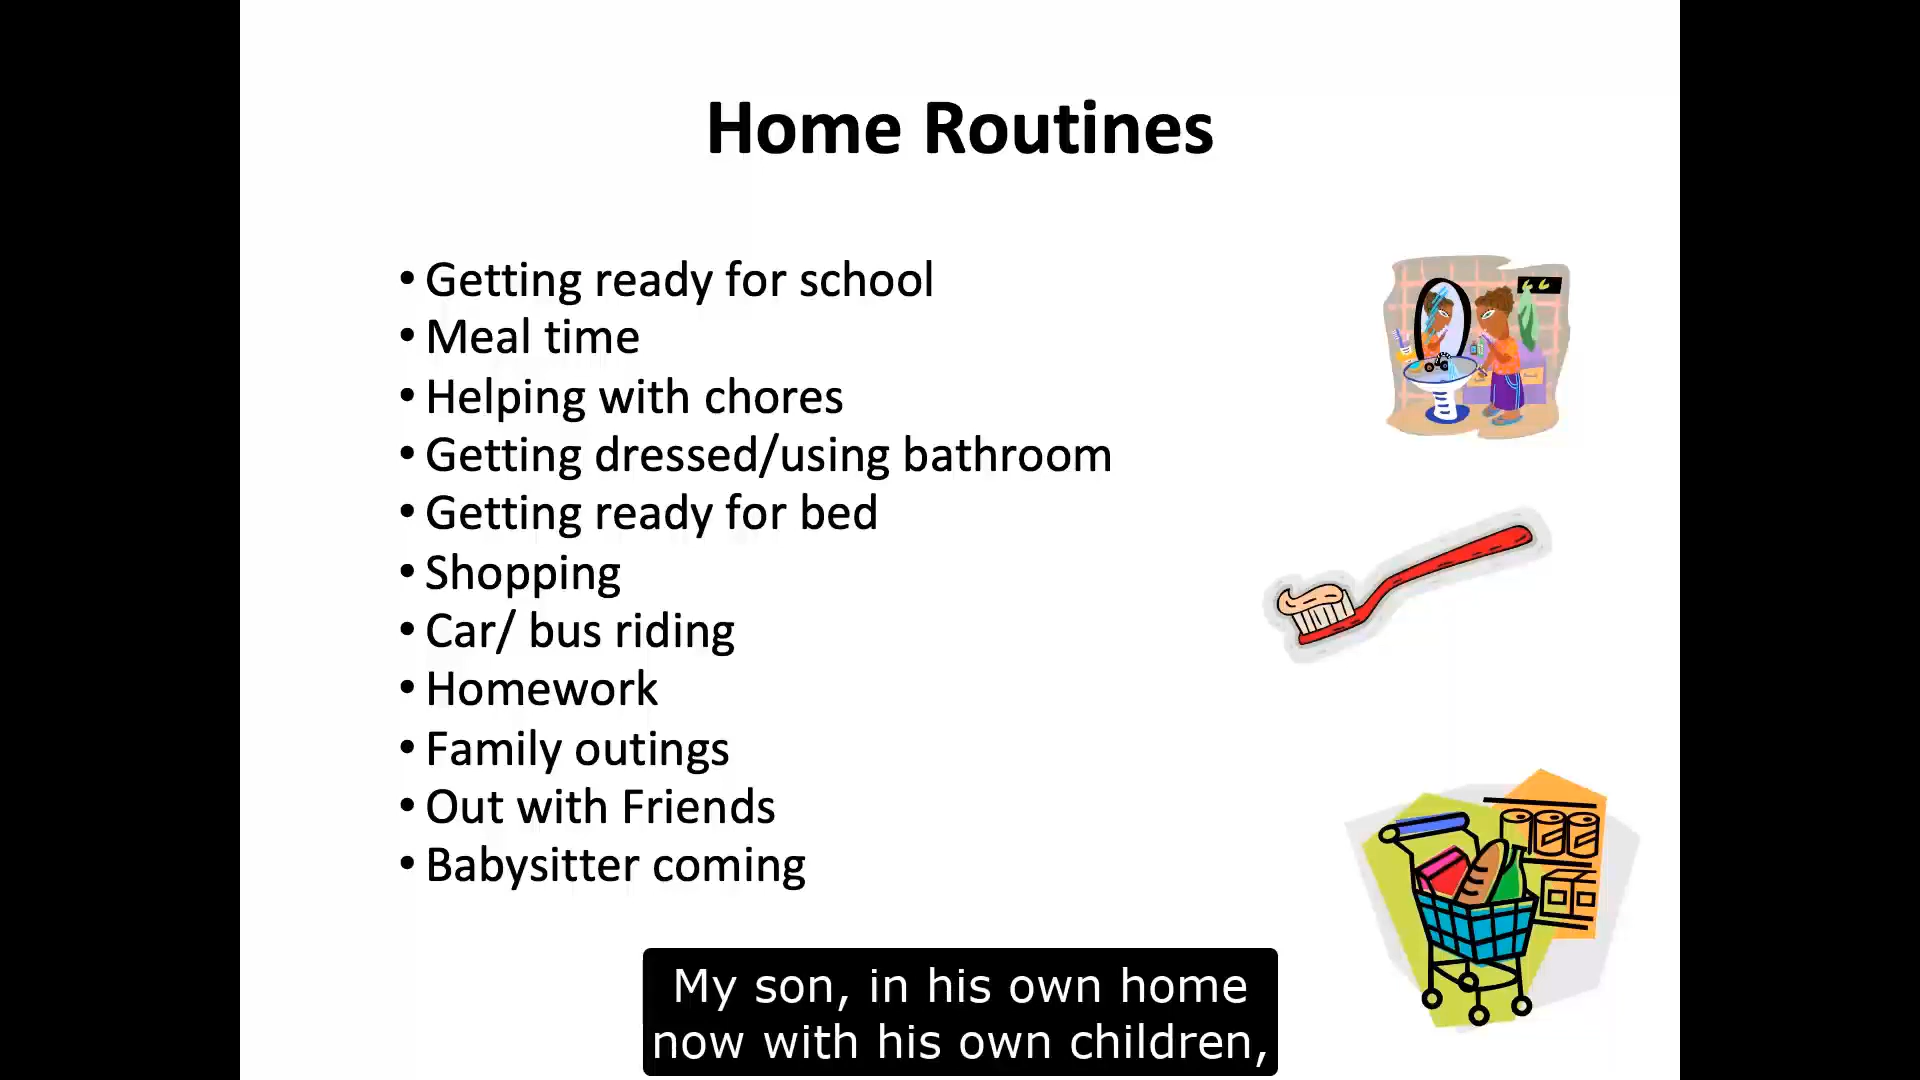 Home Routines
• Getting ready for school
• Meal time
• Helping with chores
• Getting dressed/using bathroom
• Getting ready for bed
• Shopping
• Car/ bus riding
• Homework
• Family outings
• Out with Friends
• Babysitter coming
My son, in his own home
now with his own children,